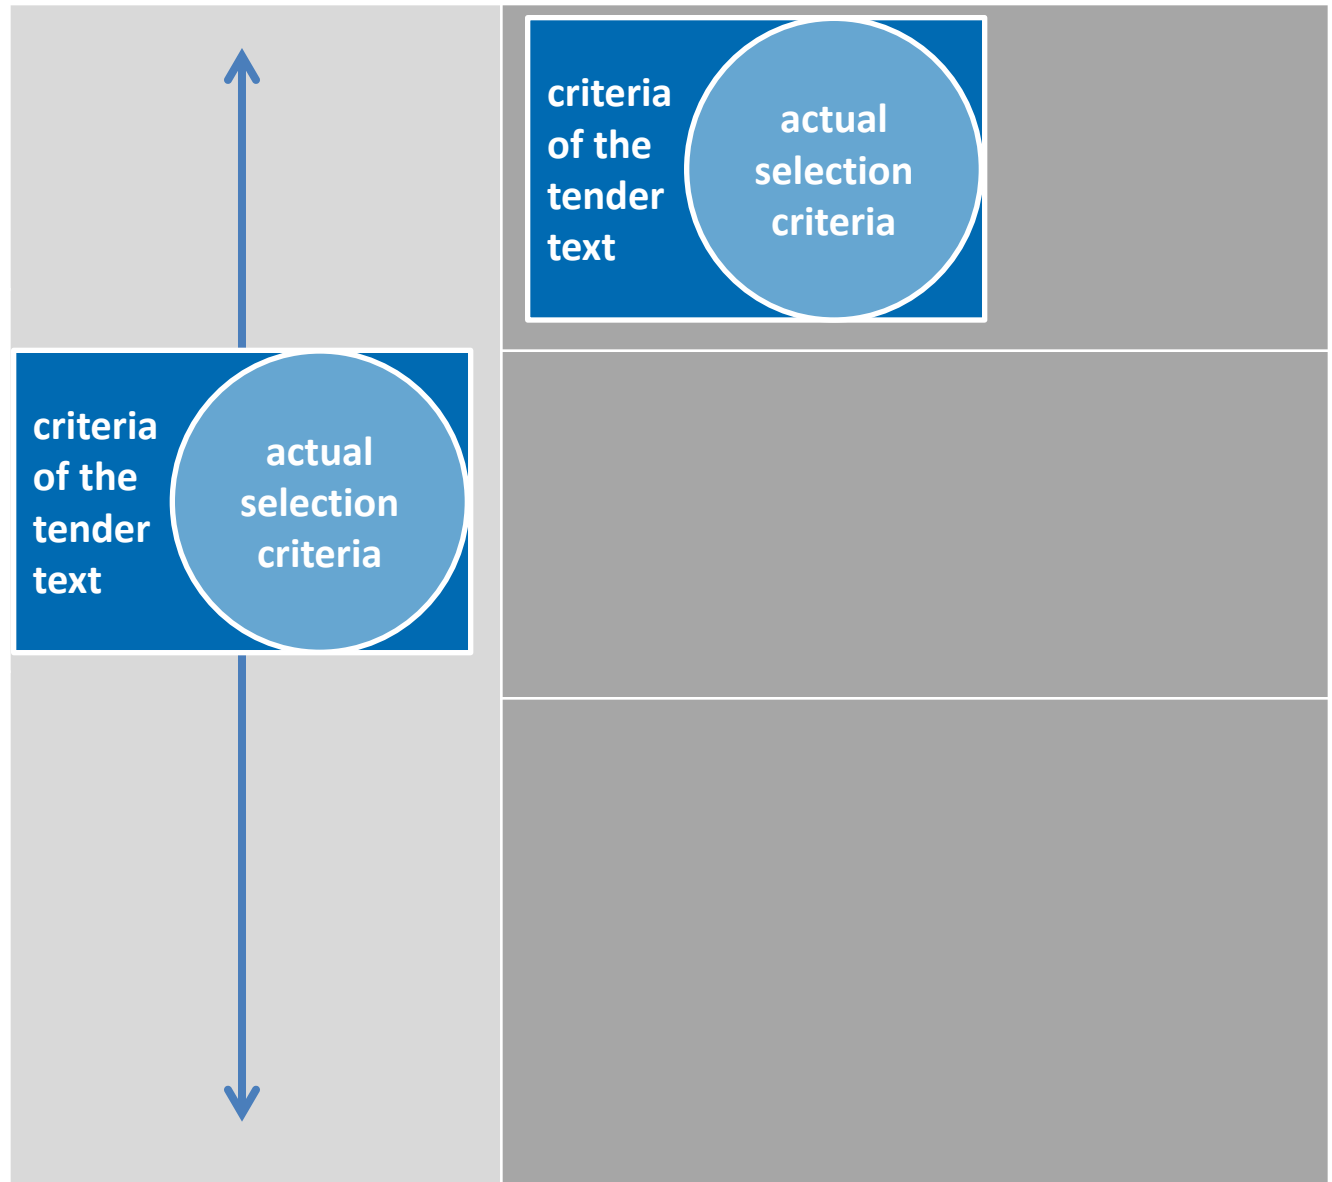 criteria
of the
tender
text
actual
selection
criteria
criteria
of the
tender
text
actual
selection
criteria